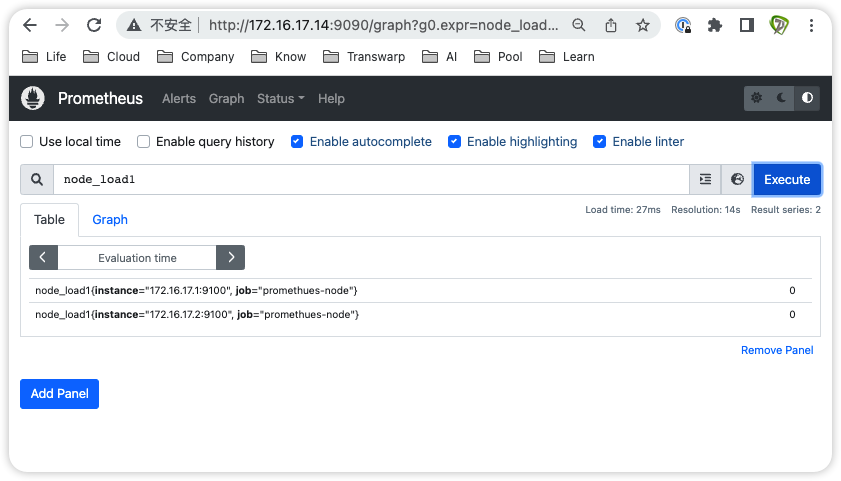 不安全 http://172.16.17.14:9090/graph?g0.expr=node_load...
Life Cloud Company Know Transwarp AI Pool Learn
Prometheus Alerts Graph Status Help
Use local time Enable query history Enable autocomplete Enable highlighting Enable linter
node_load1 Execute
Load time: 27ms Resolution: 14s Result series: 2
Table Graph
Evaluation time
node_load1{instance="172.16.17.1:9100", job="promethues-node"} 0
node_load1{instance="172.16.17.2:9100", job="promethues-node"} 0
Remove Panel
Add Panel